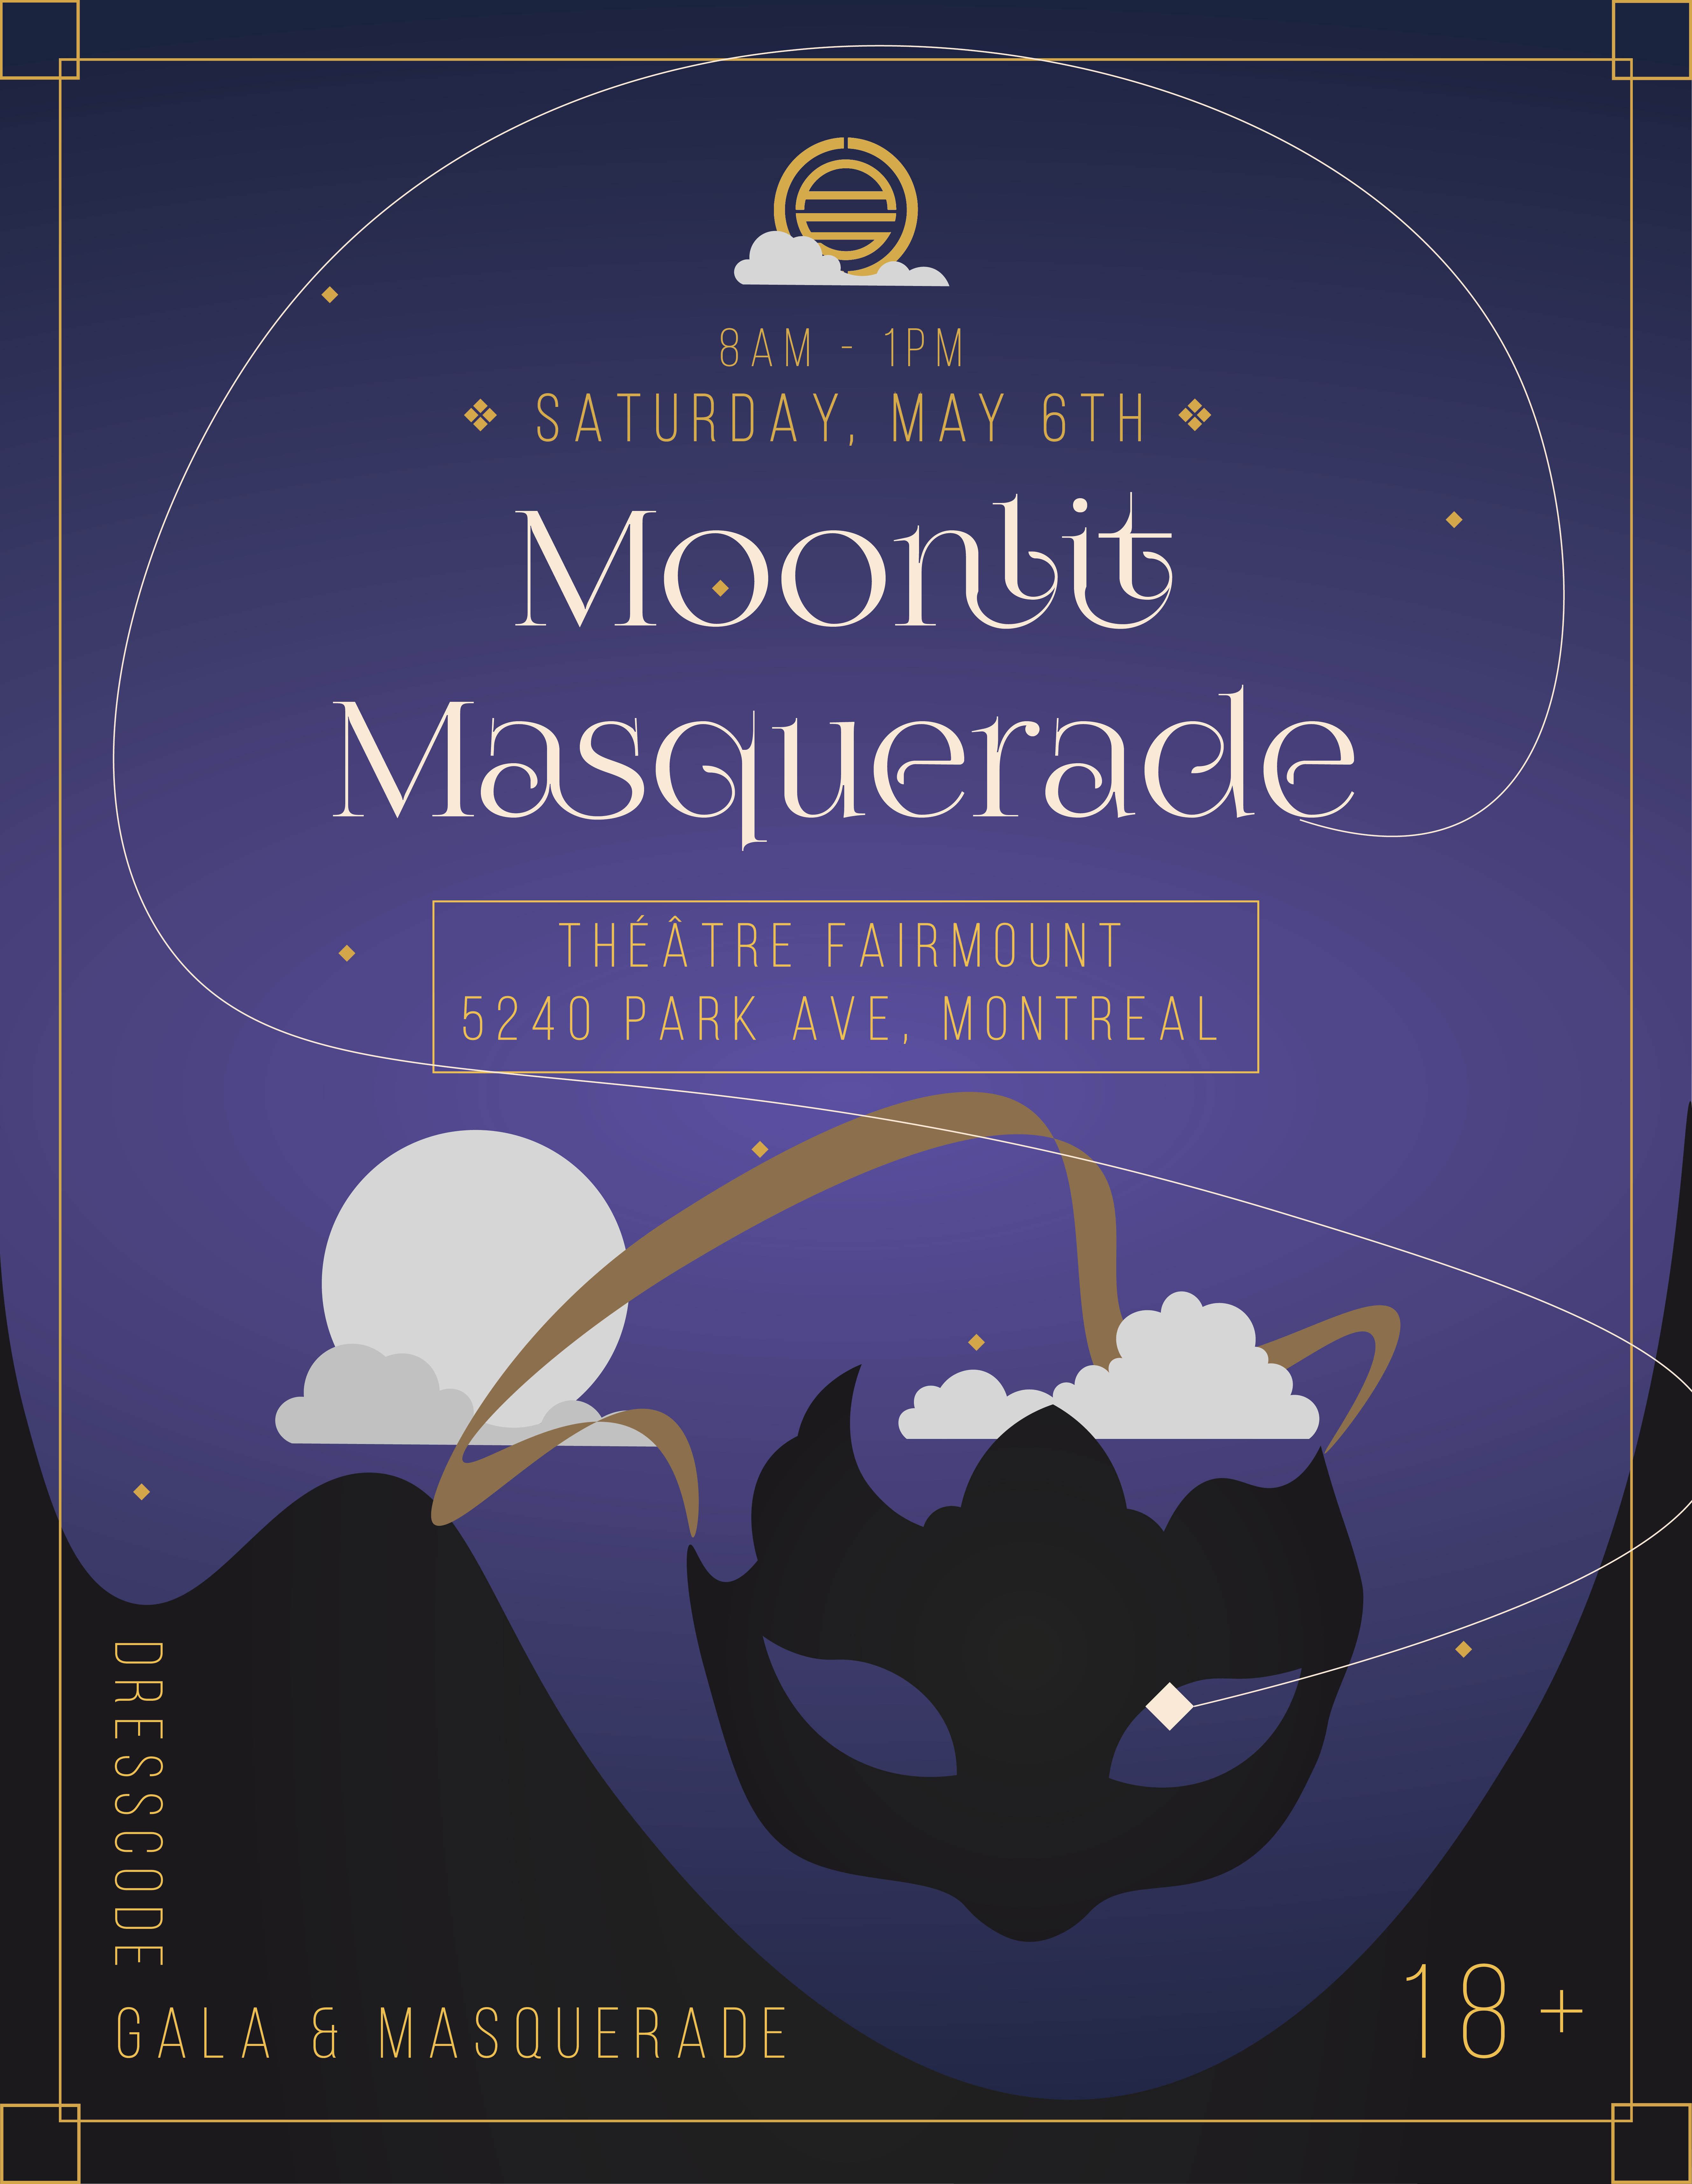 8AM - 1PM
SATURDAY, MAY 6TH
Moonlit
Masquerade
THÉÂTRE FAIRMOUNT
5240 PARK AVE, MONTREAL
DRESSCODE
GALA & MASQUERADE
18+